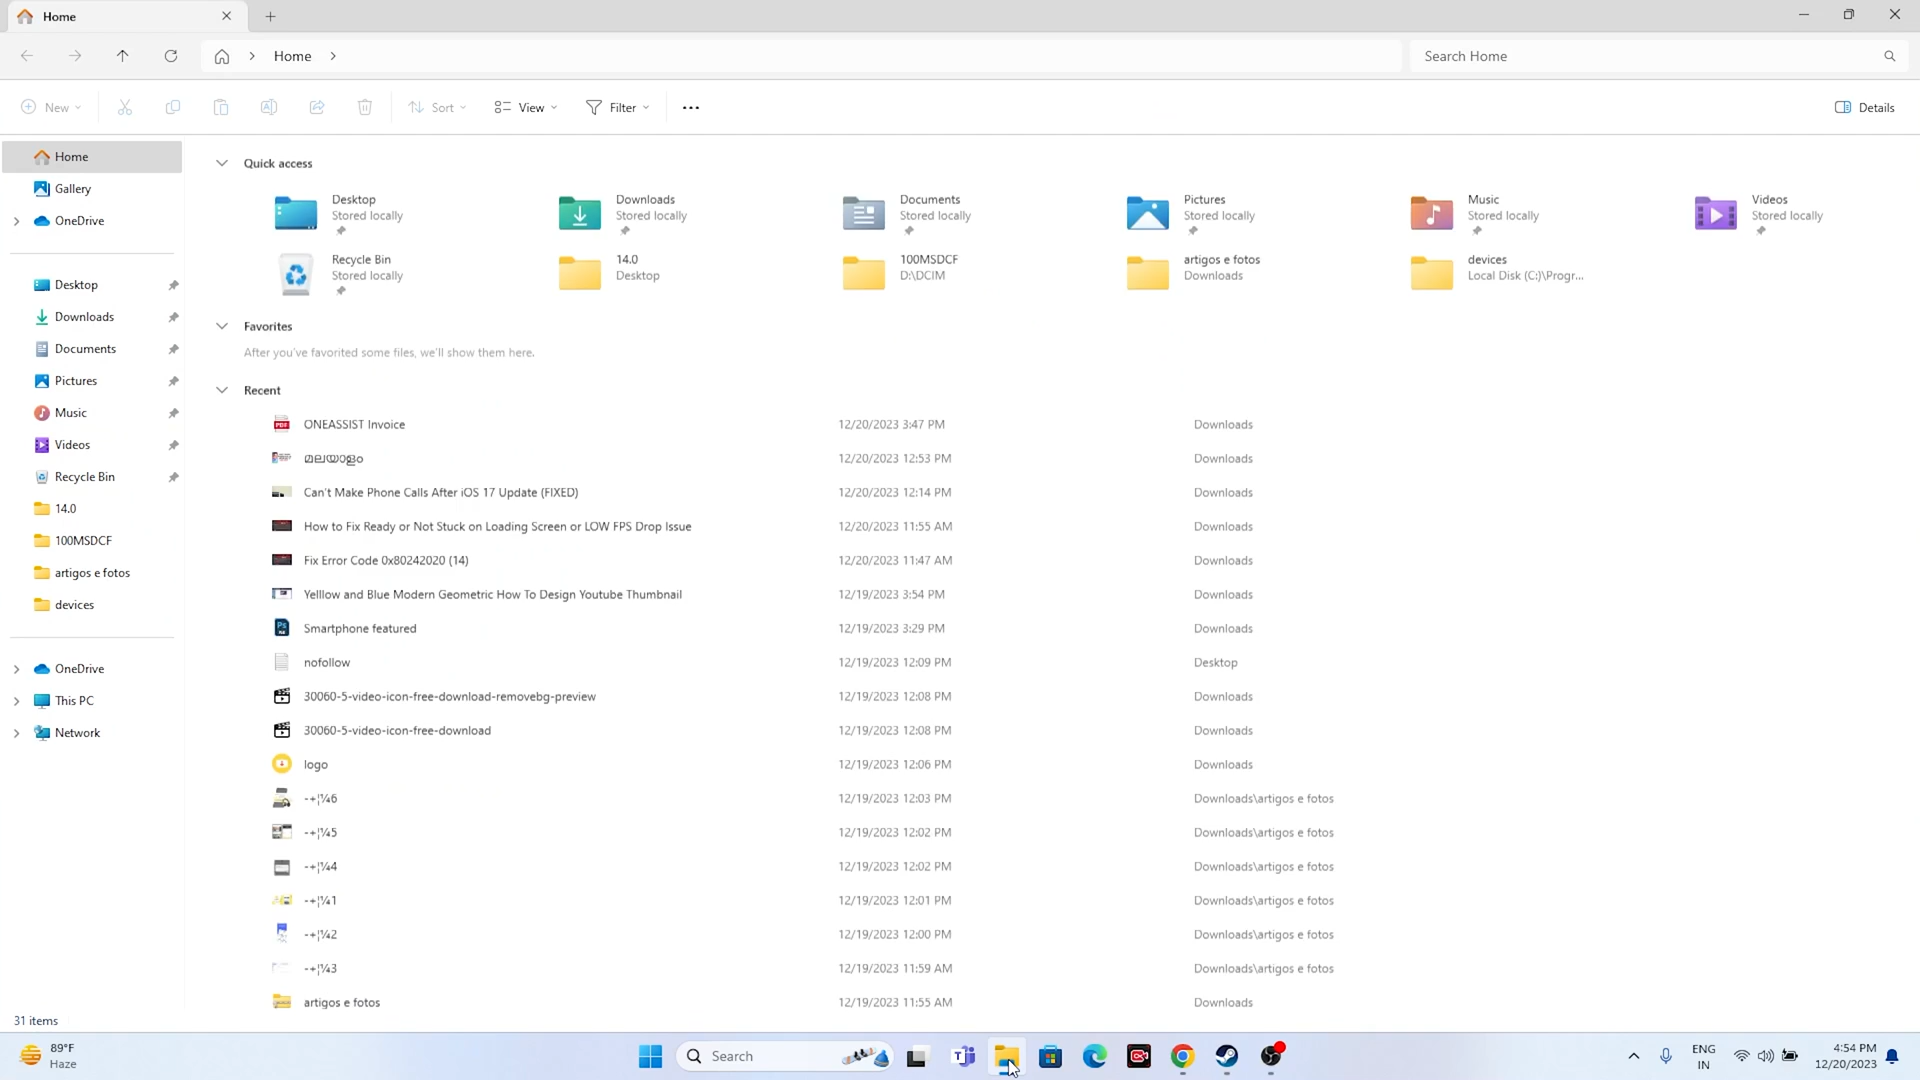 Home
Home
Search Home
New
Sort
View
Filter
Details
Home
Gallery
OneDrive
Desktop
Downloads
Documents
Pictures
Music
Videos
Recycle Bin
14.0
100MSDCF
artigos e fotos
devices
OneDrive
This PC
Network
Quick access
Desktop
Stored locally
Downloads
Stored locally
Documents
Stored locally
Pictures
Stored locally
Music
Stored locally
Videos
Stored locally
Recycle Bin
Stored locally
14.0
Desktop
100MSDCF
D:\DCIM
artigos e fotos
Downloads
devices
Local Disk (C:)\Progr...
Favorites
After you've favorited some files, we'll show them here.
Recent
ONEASSIST Invoice 12/20/2023 3:47 PM Downloads
മലയാളം 12/20/2023 12:53 PM Downloads
Can't Make Phone Calls After iOS 17 Update (FIXED) 12/20/2023 12:14 PM Downloads
How to Fix Ready or Not Stuck on Loading Screen or LOW FPS Drop Issue 12/20/2023 11:55 AM Downloads
Fix Error Code 0x80242020 (14) 12/20/2023 11:47 AM Downloads
Yelllow and Blue Modern Geometric How To Design Youtube Thumbnail 12/19/2023 3:54 PM Downloads
Smartphone featured 12/19/2023 3:29 PM Downloads
nofollow 12/19/2023 12:09 PM Desktop
30060-5-video-icon-free-download-removebg-preview 12/19/2023 12:08 PM Downloads
30060-5-video-icon-free-download 12/19/2023 12:08 PM Downloads
logo 12/19/2023 12:06 PM Downloads
-+¦¼6 12/19/2023 12:03 PM Downloads\artigos e fotos
-+¦¼5 12/19/2023 12:02 PM Downloads\artigos e fotos
-+¦¼4 12/19/2023 12:02 PM Downloads\artigos e fotos
-+¦¼1 12/19/2023 12:01 PM Downloads\artigos e fotos
-+¦¼2 12/19/2023 12:00 PM Downloads\artigos e fotos
-+¦¼3 12/19/2023 11:59 AM Downloads\artigos e fotos
artigos e fotos 12/19/2023 11:55 AM Downloads
31 items
89°F
Haze
Search
ENG
IN
4:54 PM
12/20/2023